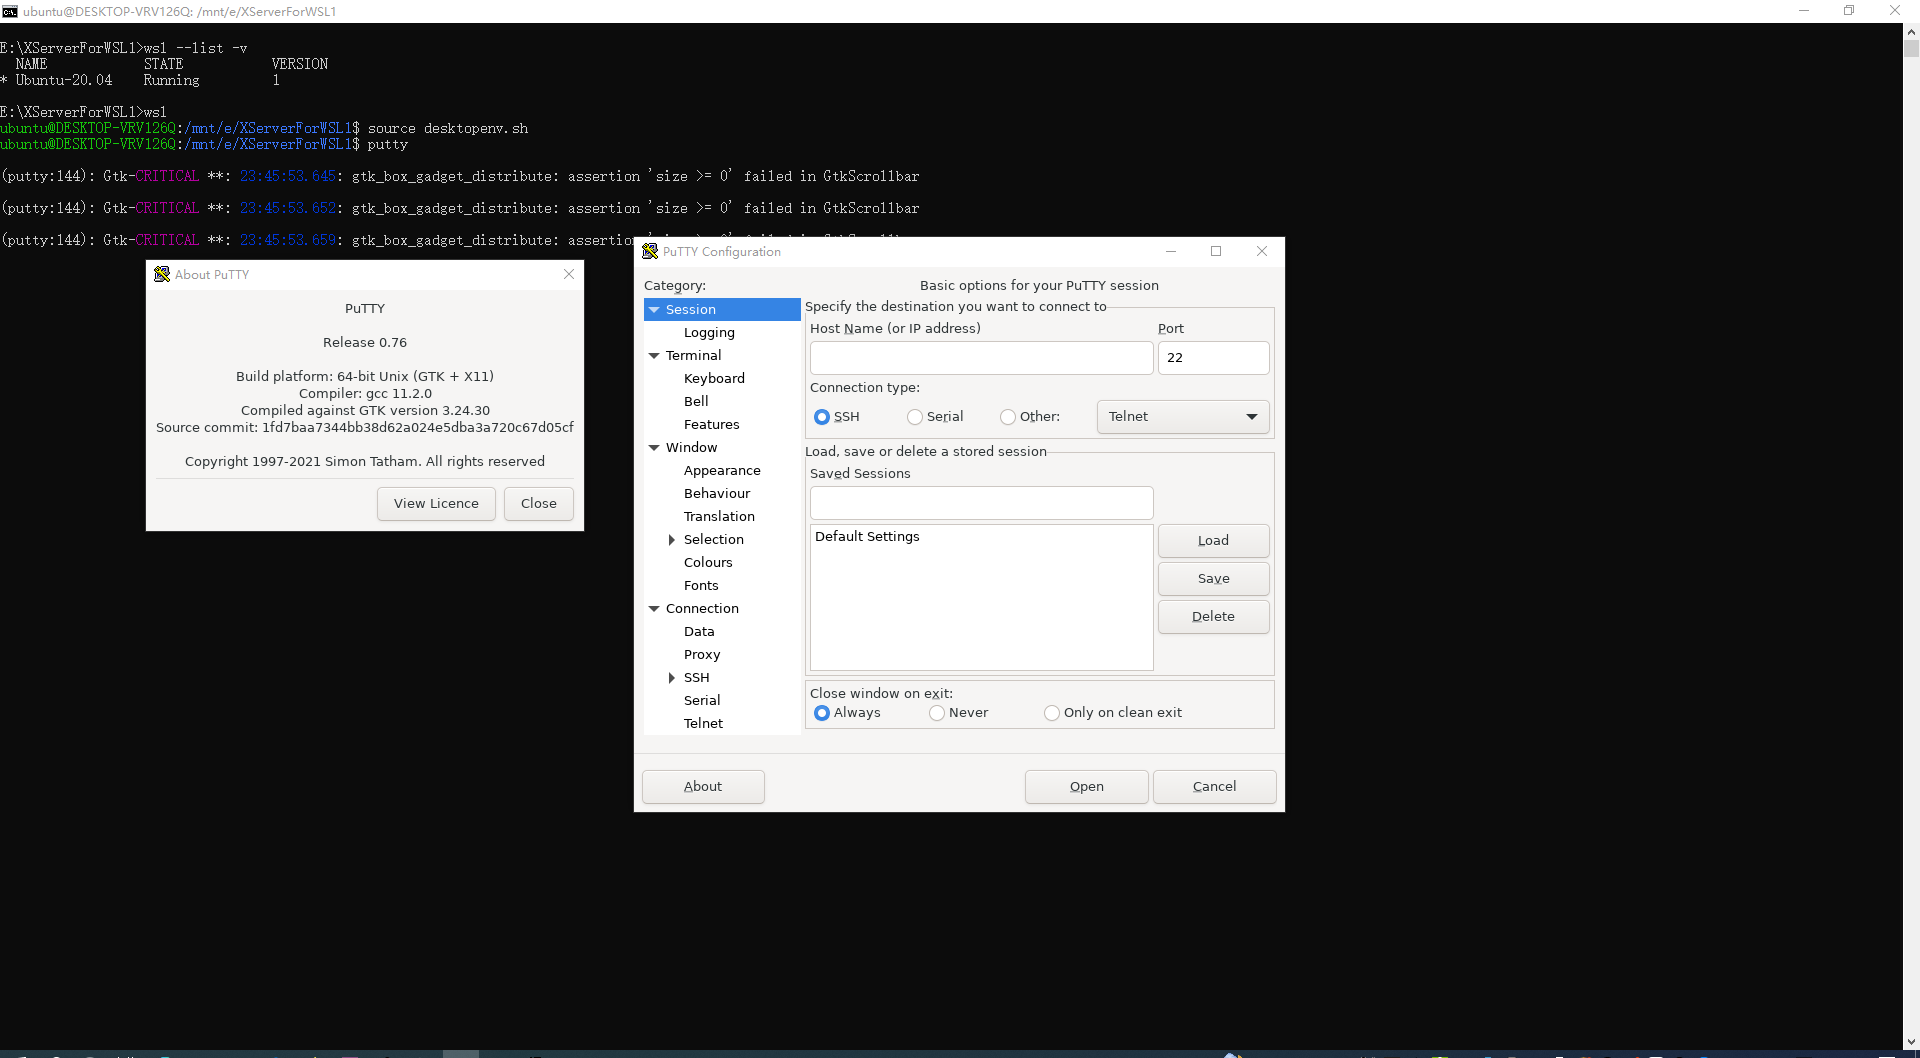 ubuntu@DESKTOP-VRV126Q: /mnt/e/XServerForWSL1
E:\XServerForWSL1>wsl --list -v
NAME STATE VERSION
* Ubuntu-20.04 Running 1
E:\XServerForWSL1>wsl
ubuntu@DESKTOP-VRV126Q:/mnt/e/XServerForWSL1$ source desktopenv.sh
ubuntu@DESKTOP-VRV126Q:/mnt/e/XServerForWSL1$ putty
(putty:144): Gtk-CRITICAL **: 23:45:53.645: gtk_box_gadget_distribute: assertion 'size >= 0' failed in GtkScrollbar
(putty:144): Gtk-CRITICAL **: 23:45:53.652: gtk_box_gadget_distribute: assertion 'size >= 0' failed in GtkScrollbar
(putty:144): Gtk-CRITICAL **: 23:45:53.659: gtk_box_gadget_distribute: assertion
About PuTTY
PuTTY
Release 0.76
Build platform: 64-bit Unix (GTK + X11)
Compiler: gcc 11.2.0
Compiled against GTK version 3.24.30
Source commit: 1fd7baa7344bb38d62a024e5dba3a720c67d05cf
Copyright 1997-2021 Simon Tatham. All rights reserved
View Licence
Close
PuTTY Configuration
Category:
Session
Logging
Terminal
Keyboard
Bell
Features
Window
Appearance
Behaviour
Translation
Selection
Colours
Fonts
Connection
Data
Proxy
SSH
Serial
Telnet
Basic options for your PuTTY session
Specify the destination you want to connect to
Host Name (or IP address) Port
22
Connection type:
SSH Serial Other: Telnet
Load, save or delete a stored session
Saved Sessions
Default Settings
Load
Save
Delete
Close window on exit:
Always Never Only on clean exit
About
Open
Cancel